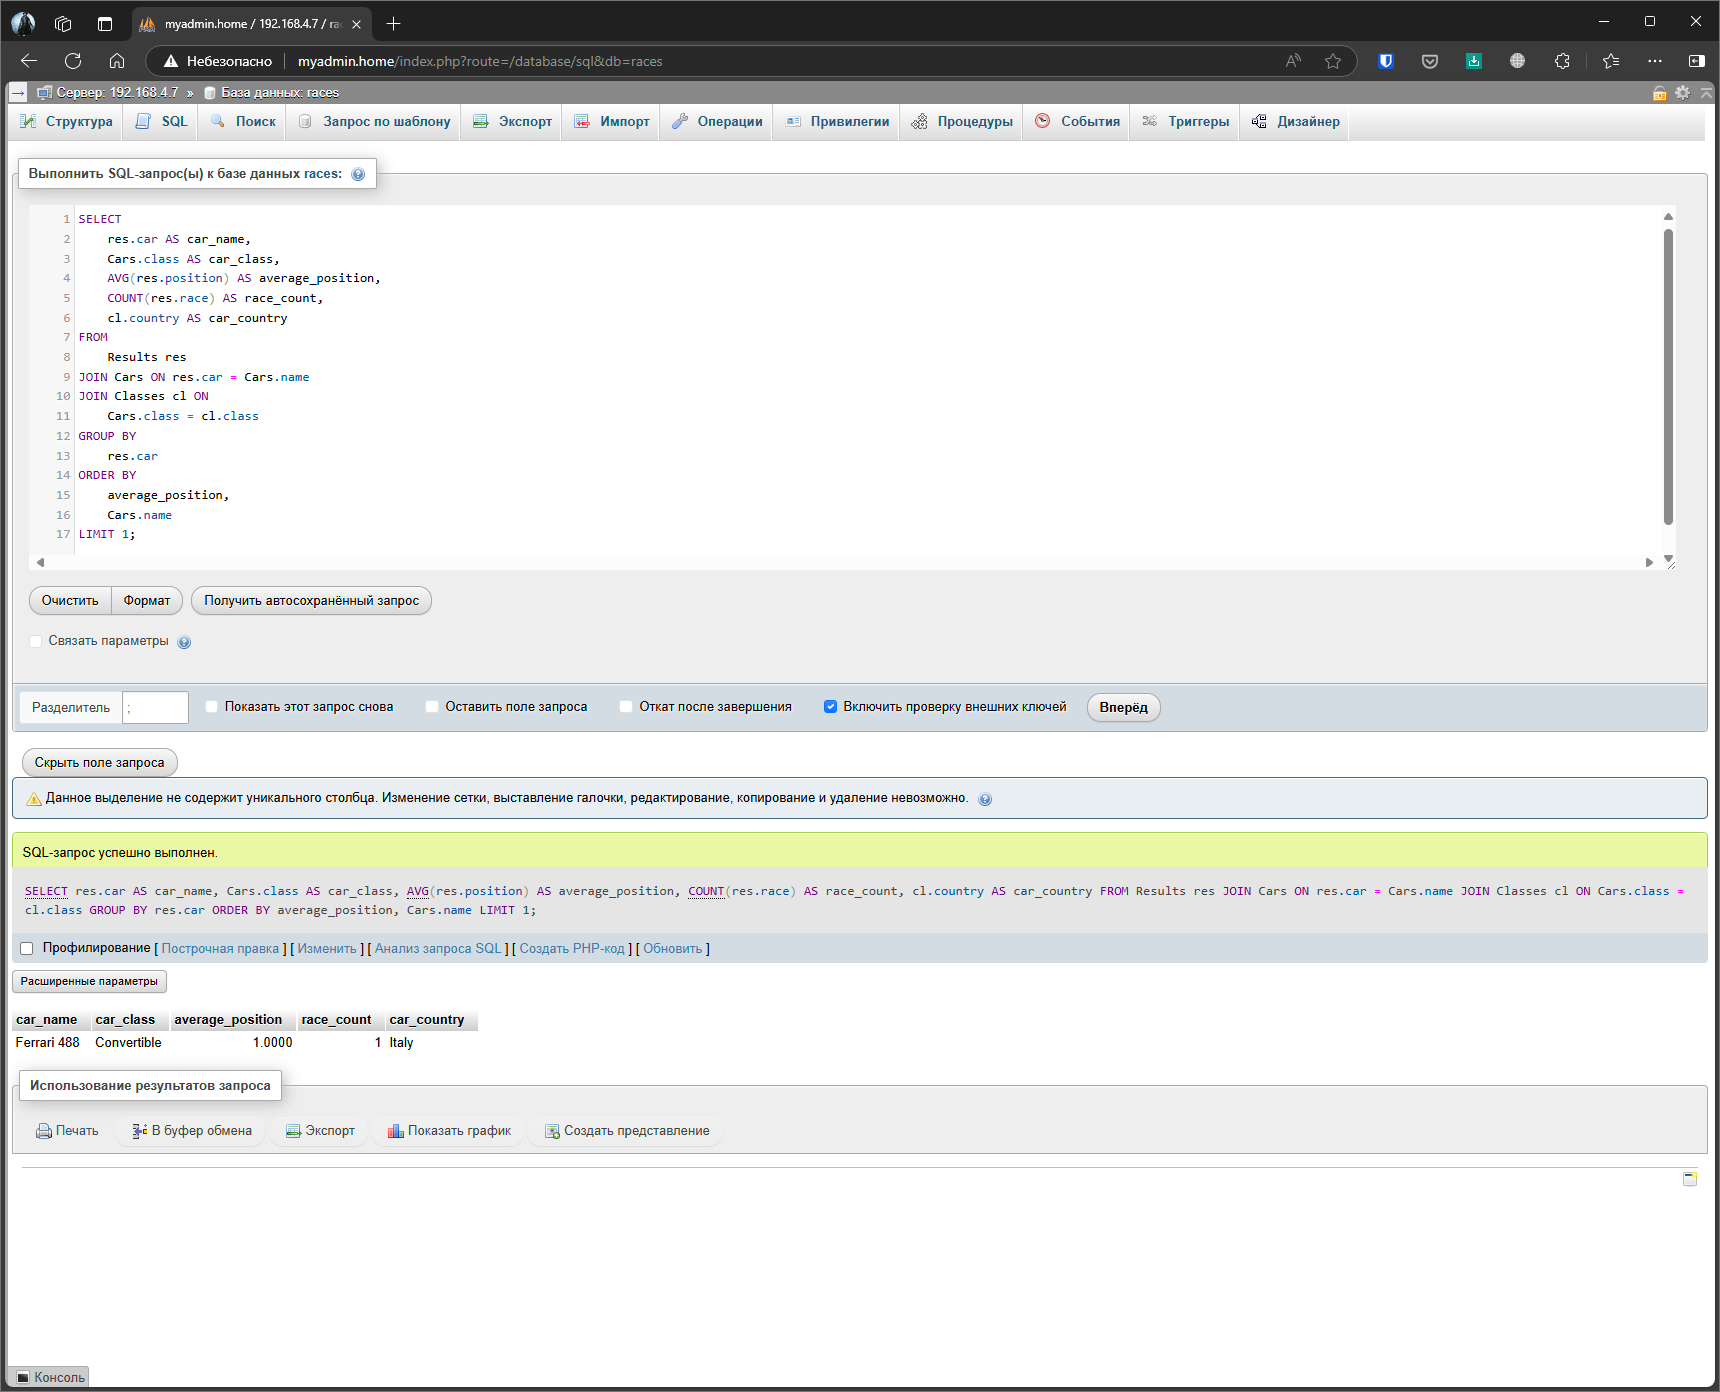 myadmin.home / 192.168.4.7 / rac
Небезопасно
myadmin.home/index.php?route=/database/sql&db=races
Сервер: 192.168.4.7 » База данных: races
Структура SQL Поиск Запрос по шаблону Экспорт Импорт Операции Привилегии Процедуры События Триггеры Дизайнер
Выполнить SQL-запрос(ы) к базе данных races:
1 SELECT
2 res.car AS car_name,
3 Cars.class AS car_class,
4 AVG(res.position) AS average_position,
5 COUNT(res.race) AS race_count,
6 cl.country AS car_country
7 FROM
8 Results res
9 JOIN Cars ON res.car = Cars.name
10 JOIN Classes cl ON
11 Cars.class = cl.class
12 GROUP BY
13 res.car
14 ORDER BY
15 average_position,
16 Cars.name
17 LIMIT 1;
Очистить Формат Получить автосохранённый запрос
Связать параметры
Разделитель ; Показать этот запрос снова Оставить поле запроса Откат после завершения Включить проверку внешних ключей Вперёд
Скрыть поле запроса
Данное выделение не содержит уникального столбца. Изменение сетки, выставление галочки, редактирование, копирование и удаление невозможно.
SQL-запрос успешно выполнен.
SELECT res.car AS car_name, Cars.class AS car_class, AVG(res.position) AS average_position, COUNT(res.race) AS race_count, cl.country AS car_country FROM Results res JOIN Cars ON res.car = Cars.name JOIN Classes cl ON Cars.class =
cl.class GROUP BY res.car ORDER BY average_position, Cars.name LIMIT 1;
Профилирование [ Построчная правка ] [ Изменить ] [ Анализ запроса SQL ] [ Создать PHP-код ] [ Обновить ]
Расширенные параметры
car_name car_class average_position race_count car_country
Ferrari 488 Convertible 1.0000 1 Italy
Использование результатов запроса
Печать В буфер обмена Экспорт Показать график Создать представление
Консоль